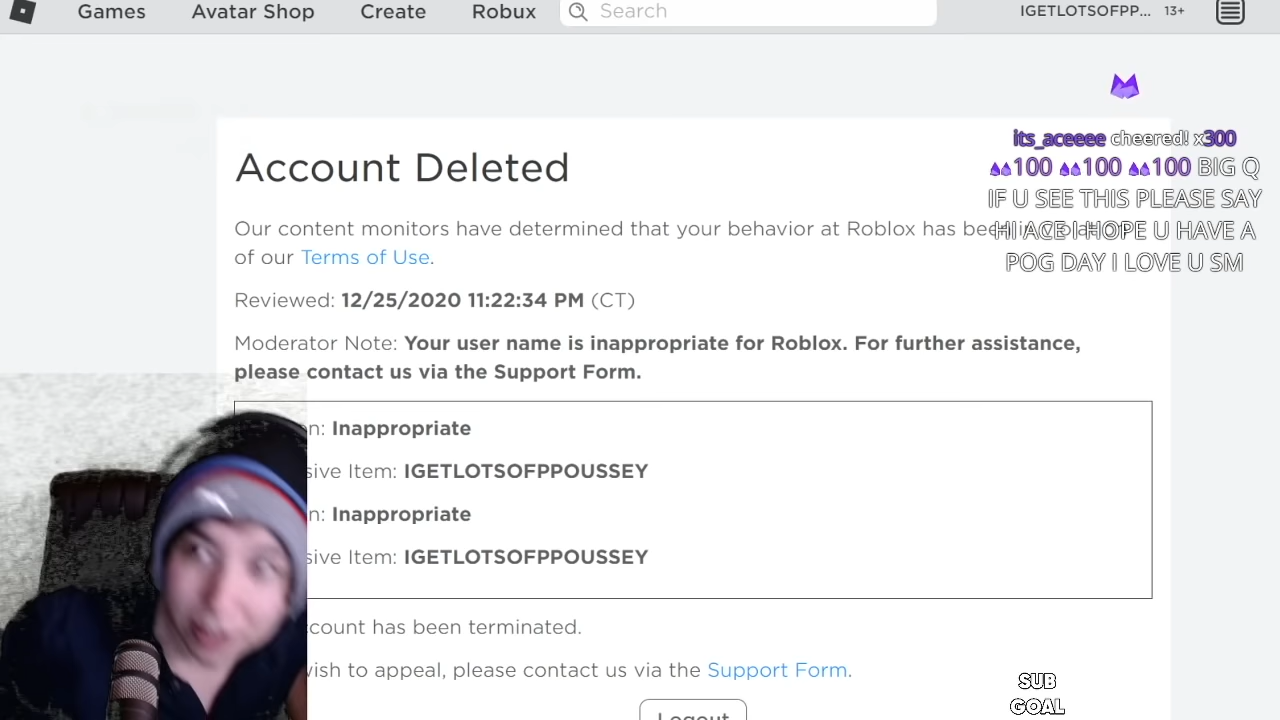 Games Avatar Shop Create Robux Search IGETLOTSOFPP... 13+
its_aceeee cheered! x300
100 100 100 BIG Q
IF U SEE THIS PLEASE SAY
HI ACE I HOPE U HAVE A
POG DAY I LOVE U SM
Account Deleted
Our content monitors have determined that your behavior at Roblox has been
of our Terms of Use.
Reviewed: 12/25/2020 11:22:34 PM (CT)
Moderator Note: Your user name is inappropriate for Roblox. For further assistance,
please contact us via the Support Form.
n: Inappropriate
sive Item: IGETLOTSOFPPOUSSEY
n: Inappropriate
sive Item: IGETLOTSOFPPOUSSEY
count has been terminated.
ish to appeal, please contact us via the Support Form.
Logout
SUB
GOAL